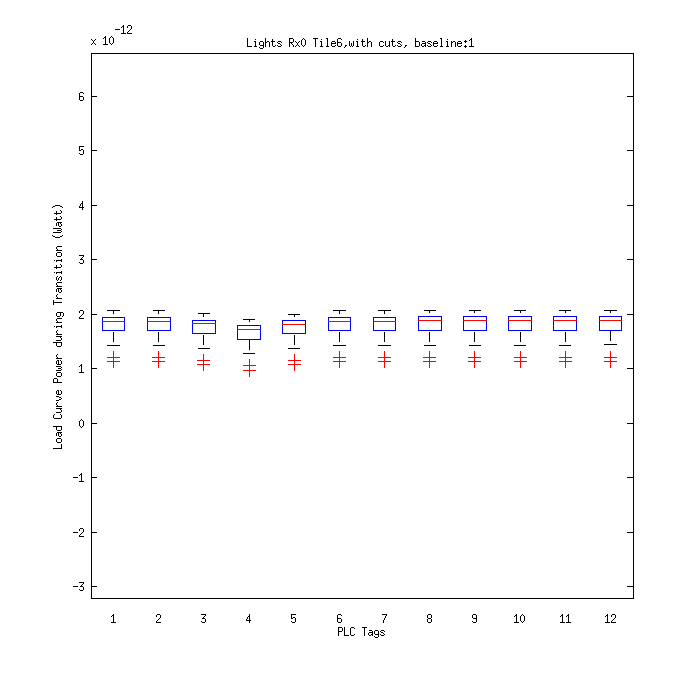 x 10^-12
Lights Rx0 Tile6,with cuts, baseline:1
6
5
4
3
2
1
0
-1
-2
-3
Load Curve Power during Transition (Watt)
1 2 3 4 5 6 7 8 9 10 11 12
PLC Tags